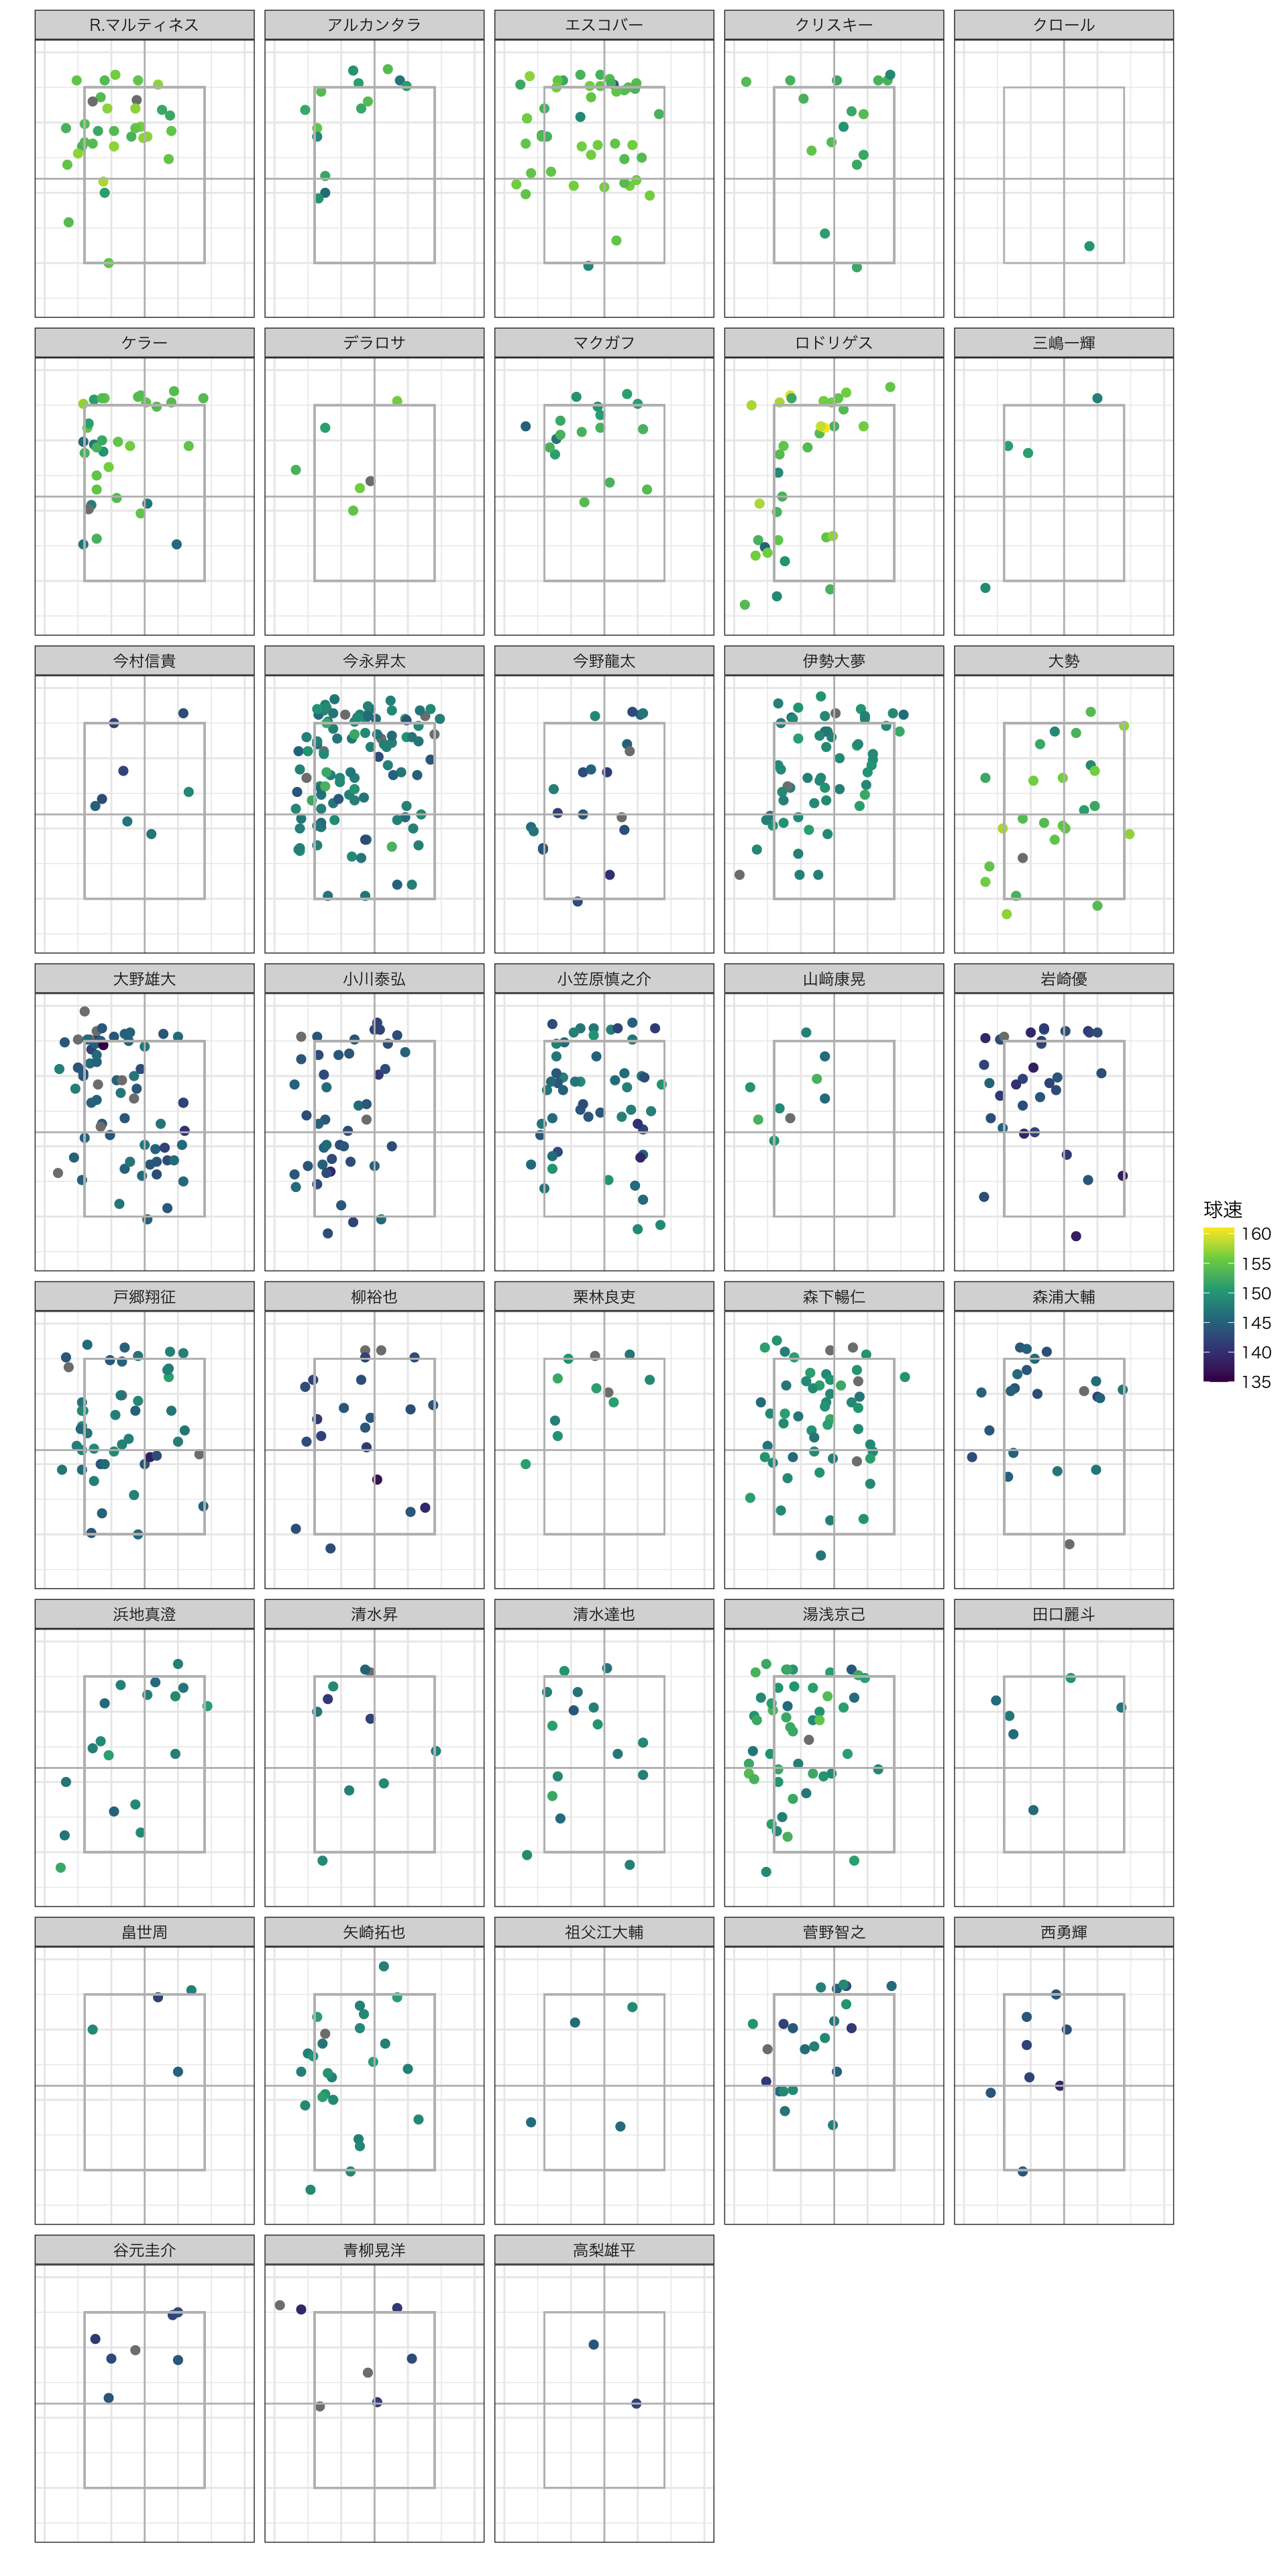 R.マルティネス
アルカンタラ
エスコバー
クリスキー
クロール
ケラー
デラロサ
マクガフ
ロドリゲス
三嶋一輝
今村信貴
今永昇太
今野龍太
伊勢大夢
大勢
大野雄大
小川泰弘
小笠原慎之介
山﨑康晃
岩崎優
戸郷翔征
柳裕也
栗林良吏
森下暢仁
森浦大輔
浜地真澄
清水昇
清水達也
湯浅京己
田口麗斗
畠世周
矢崎拓也
祖父江大輔
菅野智之
西勇輝
谷元圭介
青柳晃洋
高梨雄平
球速
160
155
150
145
140
135